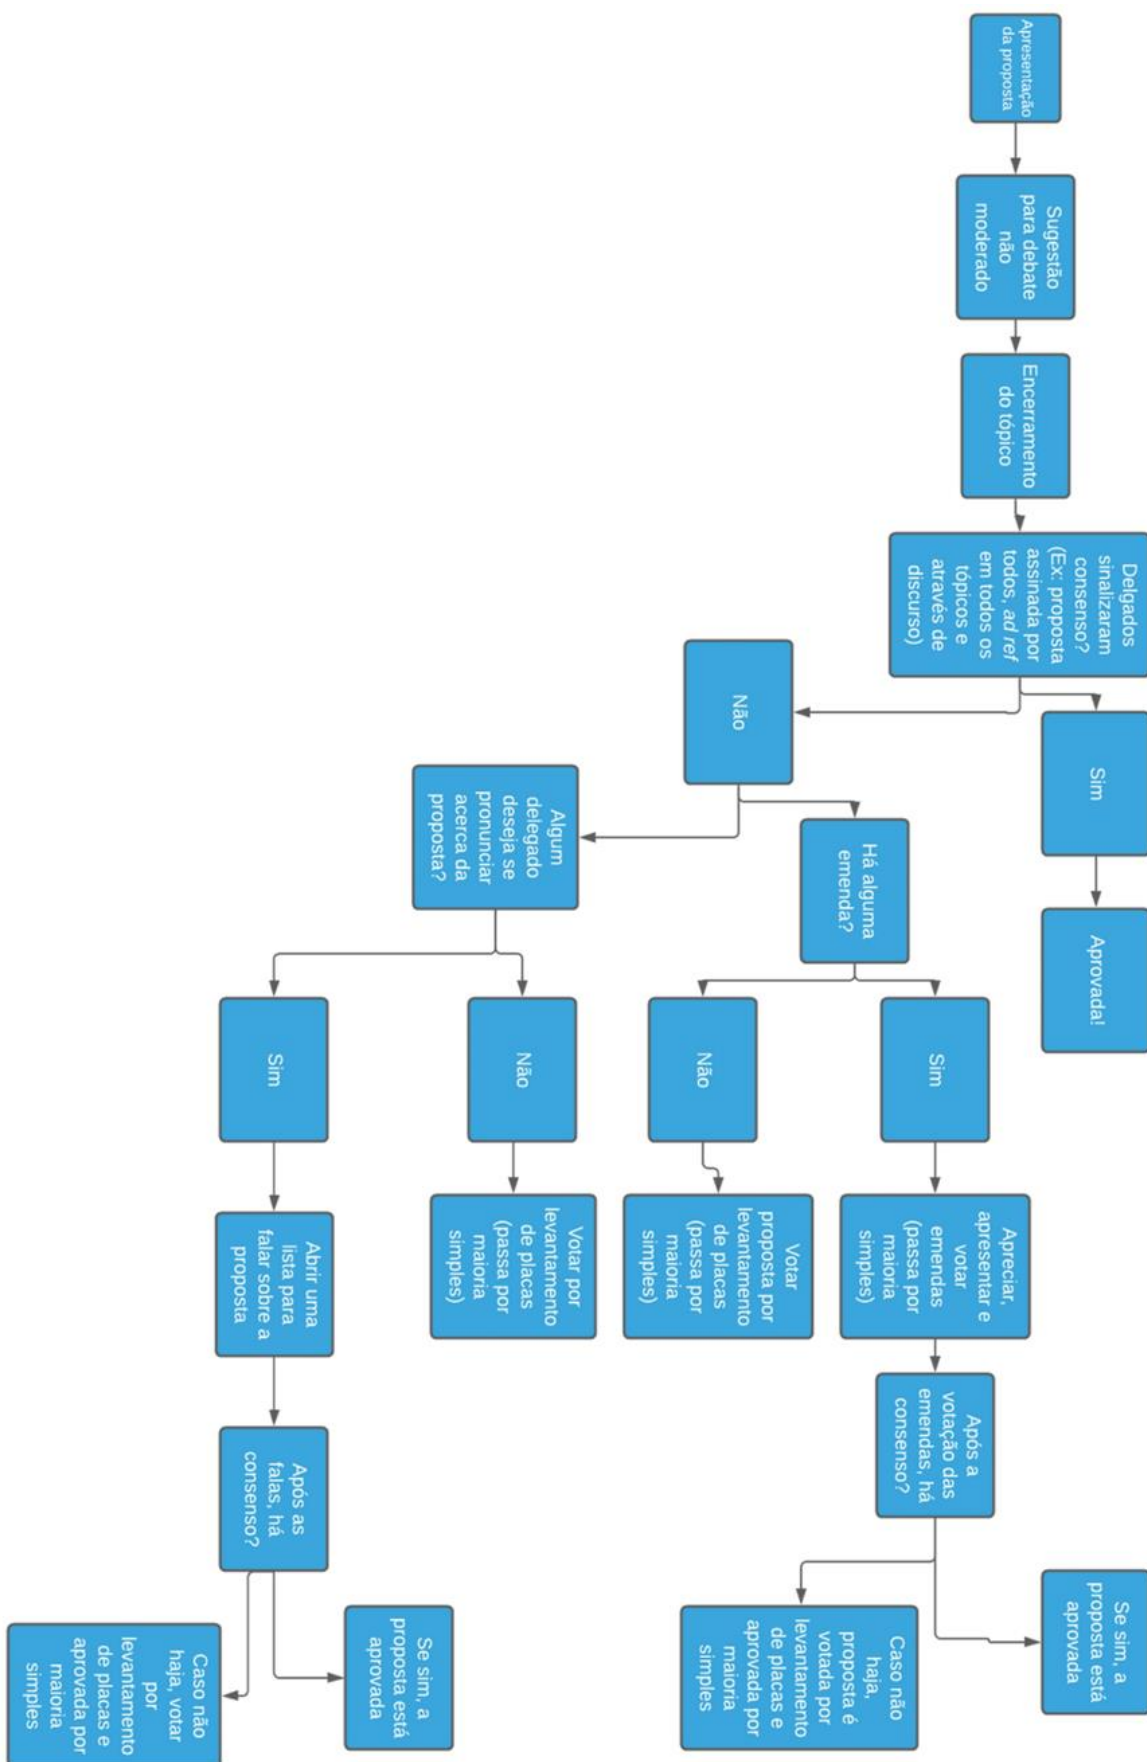 Apresentação
da proposta
Sugestão
para debate
não
moderado
Encerramento
do tópico
Delgados
sinalizaram
consenso?
(Ex: proposta
assinada por
todos, ad ref
em todos os
tópicos e
através de
discurso)
Sim
Aprovada!
Não
Há alguma
emenda?
Sim
Apreciar,
apresentar e
votar
emendas
(passa por
maioria
simples)
Após a
votação das
emendas, há
consenso?
Se sim, a
proposta está
aprovada
Caso não
haja,
proposta é
votada por
levantamento
de placas e
aprovada por
maioria
simples
Não
Votar
proposta por
levantamento
de placas
(passa por
maioria
simples)
Algum
delegado
deseja se
pronunciar
acerca da
proposta?
Não
Votar por
levantamento
de placas
(passa por
maioria
simples)
Sim
Abrir uma
lista para
falar sobre a
proposta
Após as
falas, há
consenso?
Se sim, a
proposta está
aprovada
Caso não
haja, votar
por
levantamento
de placas e
aprovada por
maioria
simples